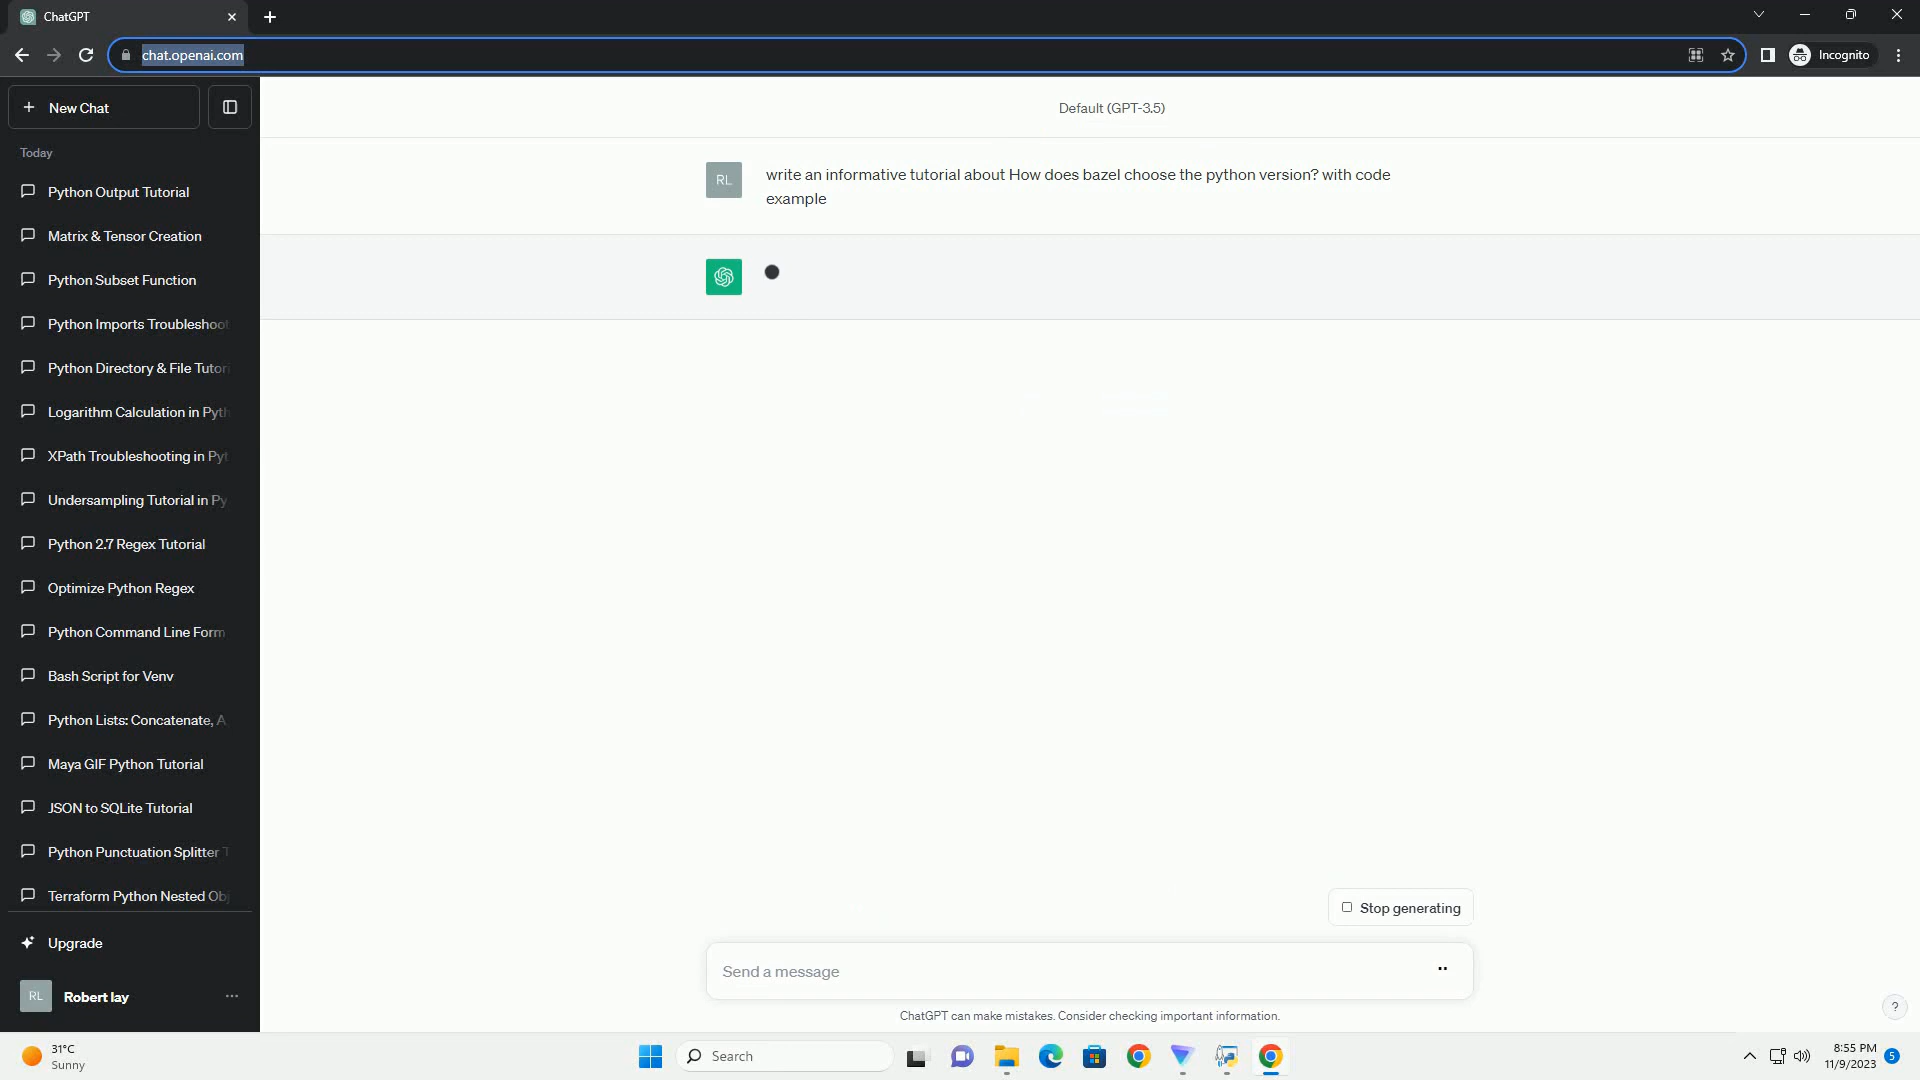 ChatGPT
chat.openai.com
Incognito
New Chat
Default (GPT-3.5)
Today
RL
write an informative tutorial about How does bazel choose the python version? with code
example
Python Output Tutorial
Matrix & Tensor Creation
Python Subset Function
Python Imports Troubleshoot
Python Directory & File Tutori
Logarithm Calculation in Pyth
XPath Troubleshooting in Pyt
Undersampling Tutorial in Py
Python 2.7 Regex Tutorial
Optimize Python Regex
Python Command Line Form
Bash Script for Venv
Python Lists: Concatenate, A
Maya GIF Python Tutorial
JSON to SQLite Tutorial
Python Punctuation Splitter T
Terraform Python Nested Obj
Stop generating
Upgrade
Send a message
RL
Robert lay
?
ChatGPT can make mistakes. Consider checking important information.
31°C
Sunny
Search
8:55 PM
11/9/2023
5